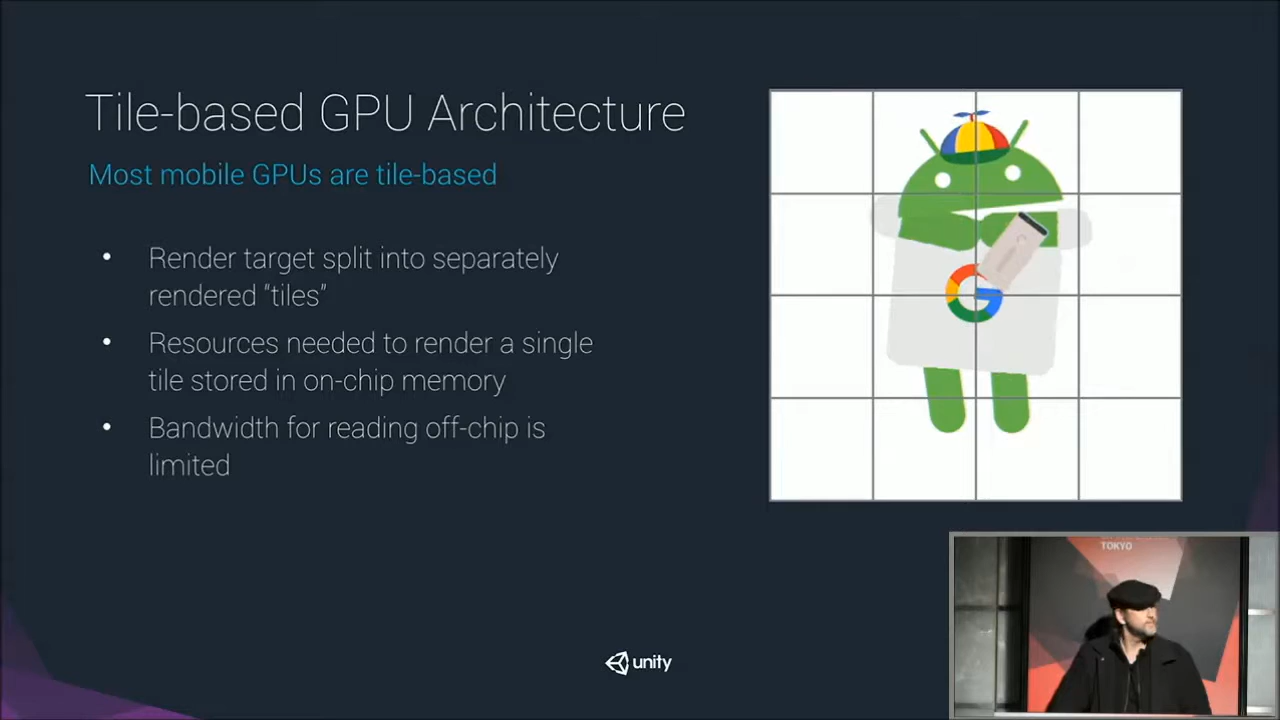 Tile-based GPU Architecture
Most mobile GPUs are tile-based
• Render target split into separately
rendered "tiles"
• Resources needed to render a single
tile stored in on-chip memory
• Bandwidth for reading off-chip is
limited
G
unity
TOKYO